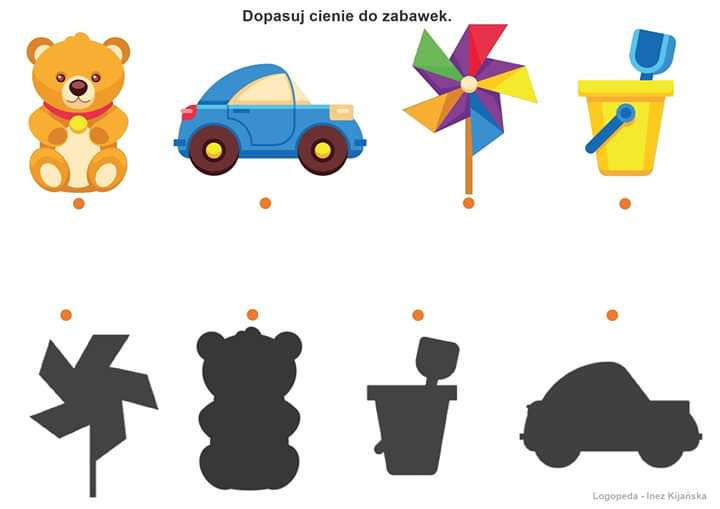 Dopasuj cienie do zabawek.
Logopeda - Inez Kijańska